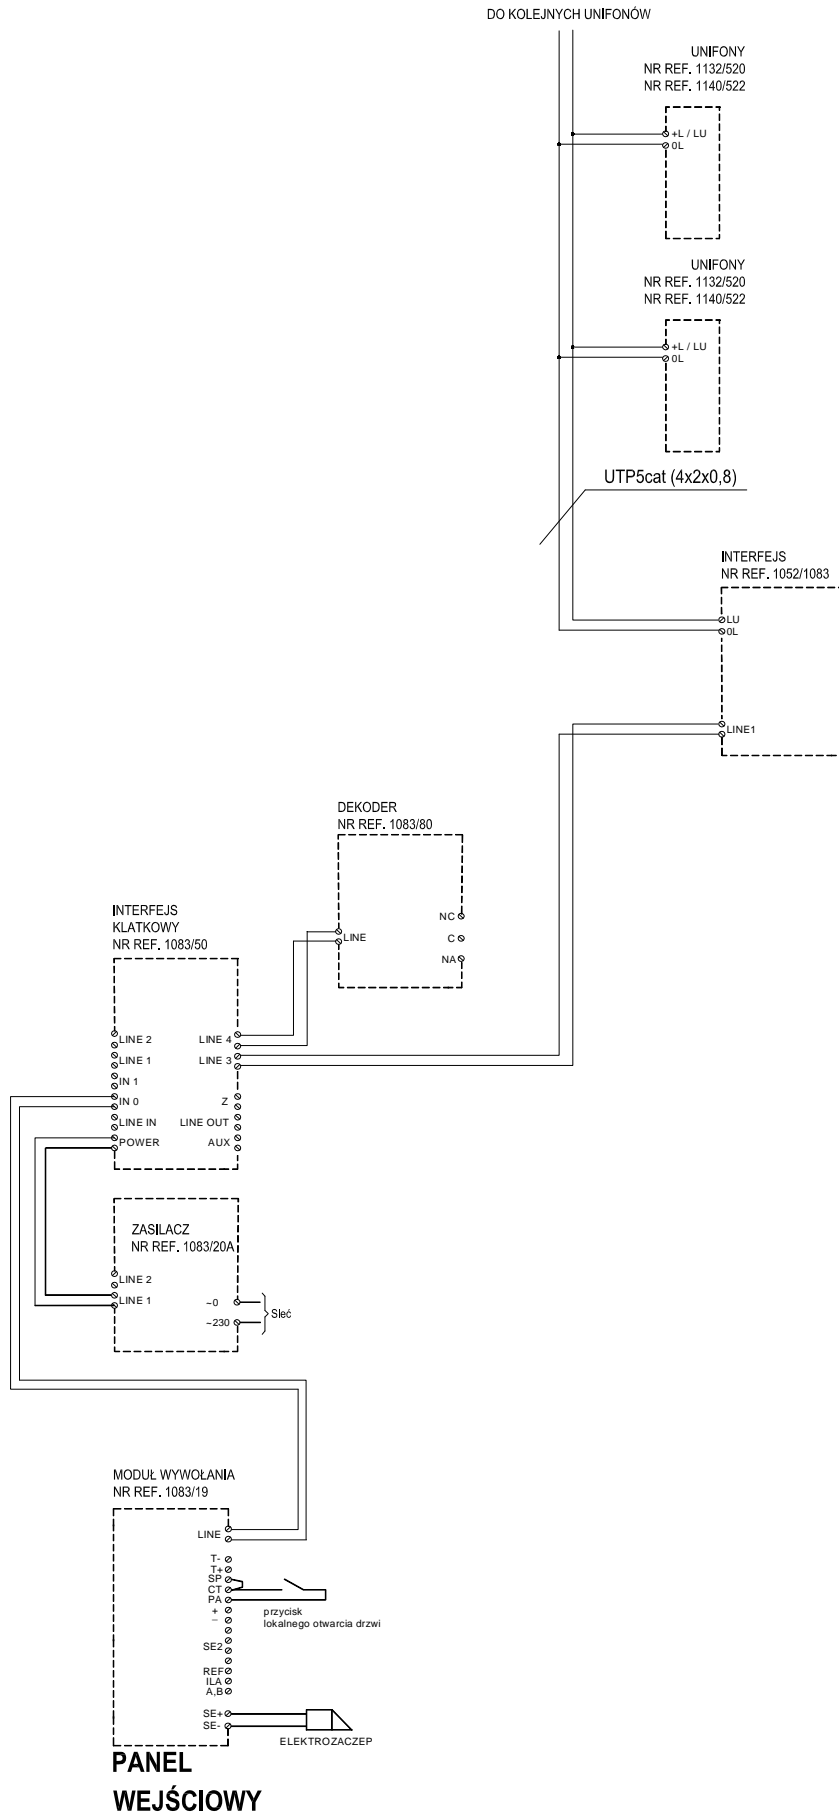 DO KOLEJNYCH UNIFONÓW
UNIFONY
NR REF. 1132/520
NR REF. 1140/522
+L / LU
0L
UNIFONY
NR REF. 1132/520
NR REF. 1140/522
+L / LU
0L
UTP5cat (4x2x0,8)
INTERFEJS
NR REF. 1052/1083
LU
0L
LINE1
DEKODER
NR REF. 1083/80
NC
LINE
C
NA
INTERFEJS
KLATKOWY
NR REF. 1083/50
LINE 2 LINE 4
LINE 1 LINE 3
IN 1
IN 0 Z
LINE IN LINE OUT
POWER AUX
ZASILACZ
NR REF. 1083/20A
LINE 2
LINE 1 ~0
Sieć
~230
MODUŁ WYWOŁANIA
NR REF. 1083/19
LINE
T-
T+
SP
CT
PA
+
przycisk
–
lokalnego otwarcia drzwi
SE2
REF
ILA
A,B
SE+
SE-
ELEKTROZACZEP
PANEL
WEJŚCIOWY